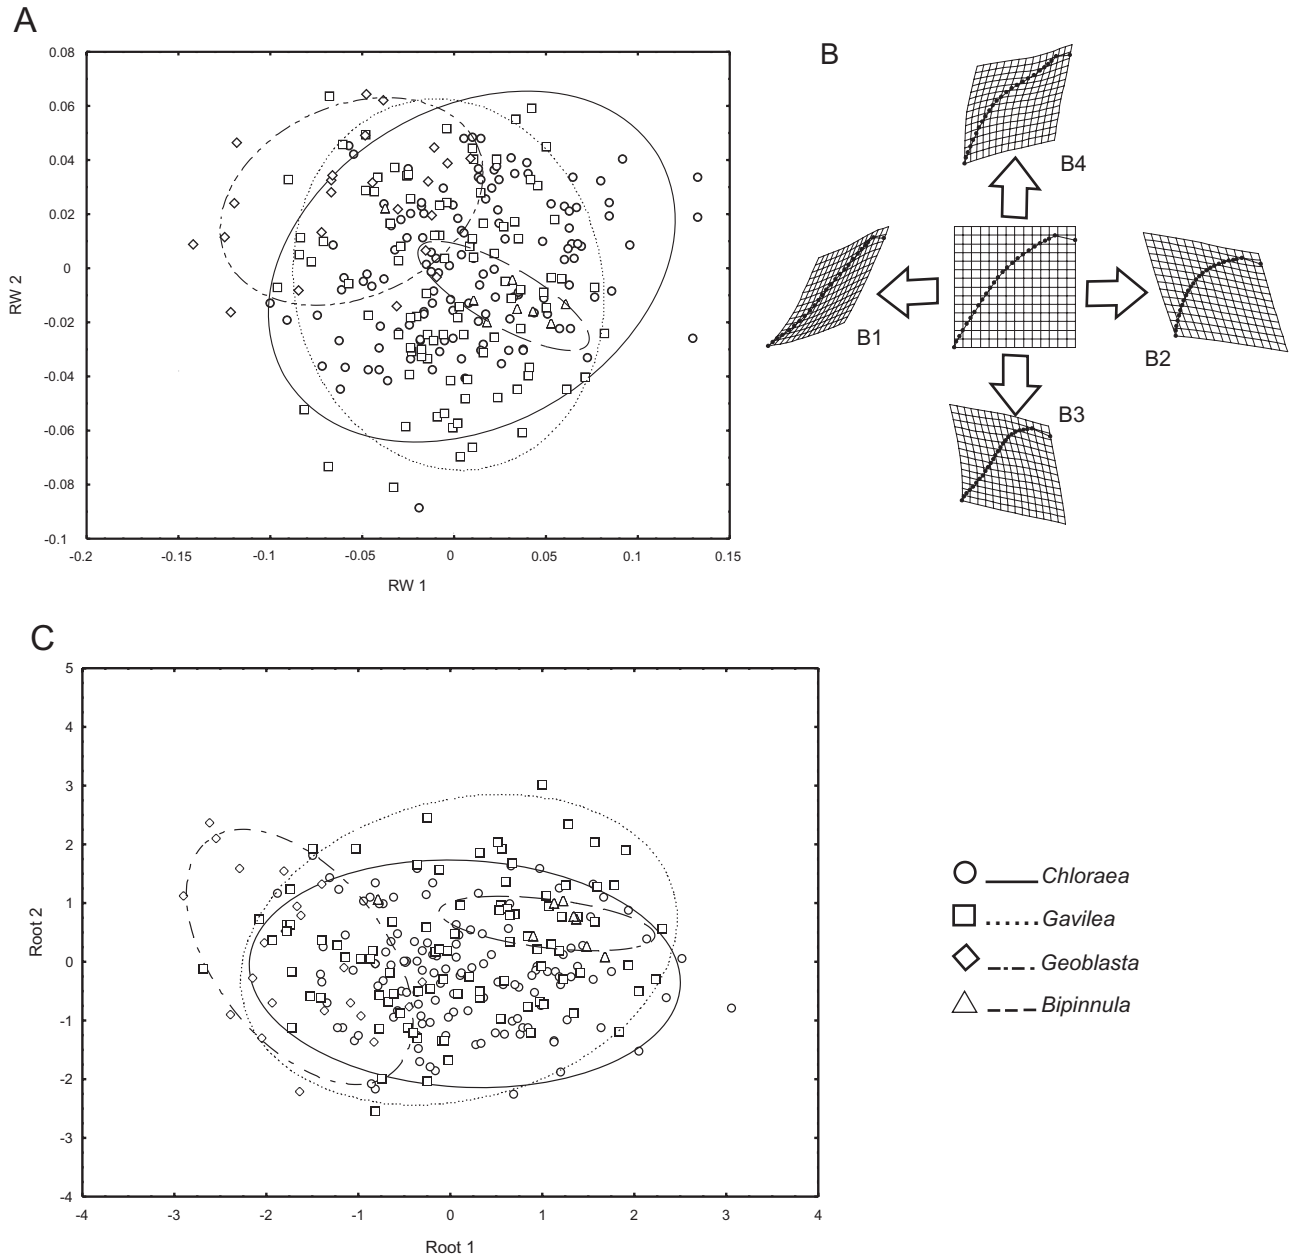 A
0.08
0.06
0.04
0.02
0
-0.02
-0.04
-0.06
-0.08
-0.1
RW 2
-0.2 -0.15 -0.1 -0.05 0 0.05 0.1 0.15
RW 1
B
B4
B1
B2
B3
C
5
4
3
2
1
0
-1
-2
-3
-4
Root 2
-4 -3 -2 -1 0 1 2 3 4
Root 1
Chloraea
Gavilea
Geoblasta
Bipinnula